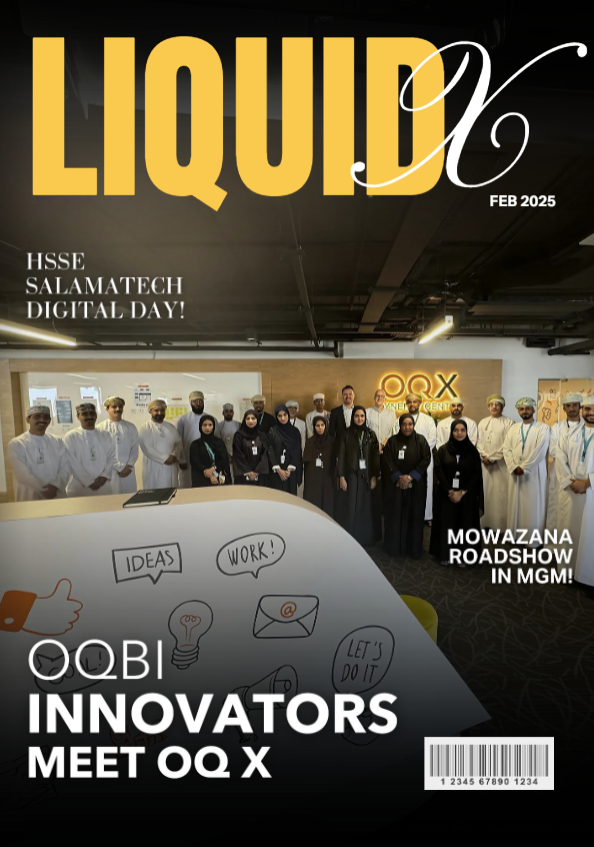 LIQUID X
FEB 2025
HSSE
SALAMATECH
DIGITAL DAY!
OQX
MOWAZANA
ROADSHOW
IN MGM!
IDEAS
WORK!
@
LET'S
DO IT
OQBI
INNOVATORS
MEET OQ X
1 2345 67890 1234